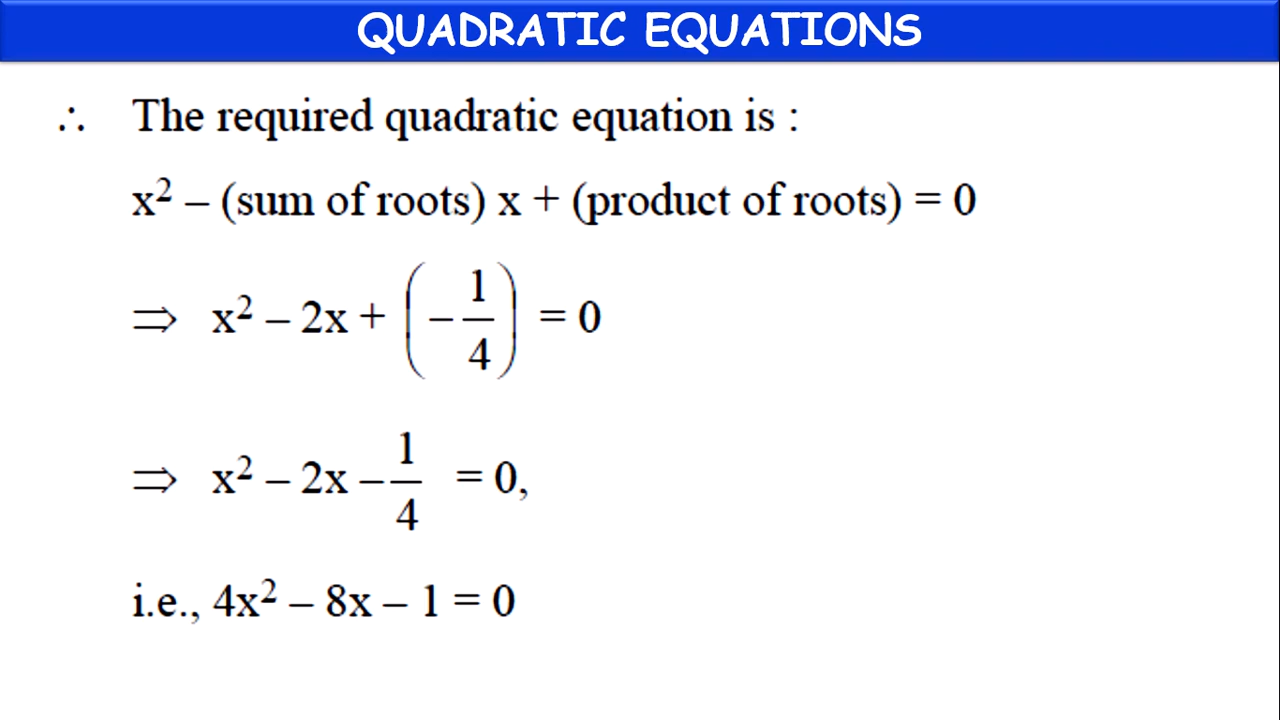 QUADRATIC EQUATIONS
∴ The required quadratic equation is :
x² – (sum of roots) x + (product of roots) = 0
⇒ x² – 2x + (– 1/4) = 0
⇒ x² – 2x – 1/4 = 0,
i.e., 4x² – 8x – 1 = 0